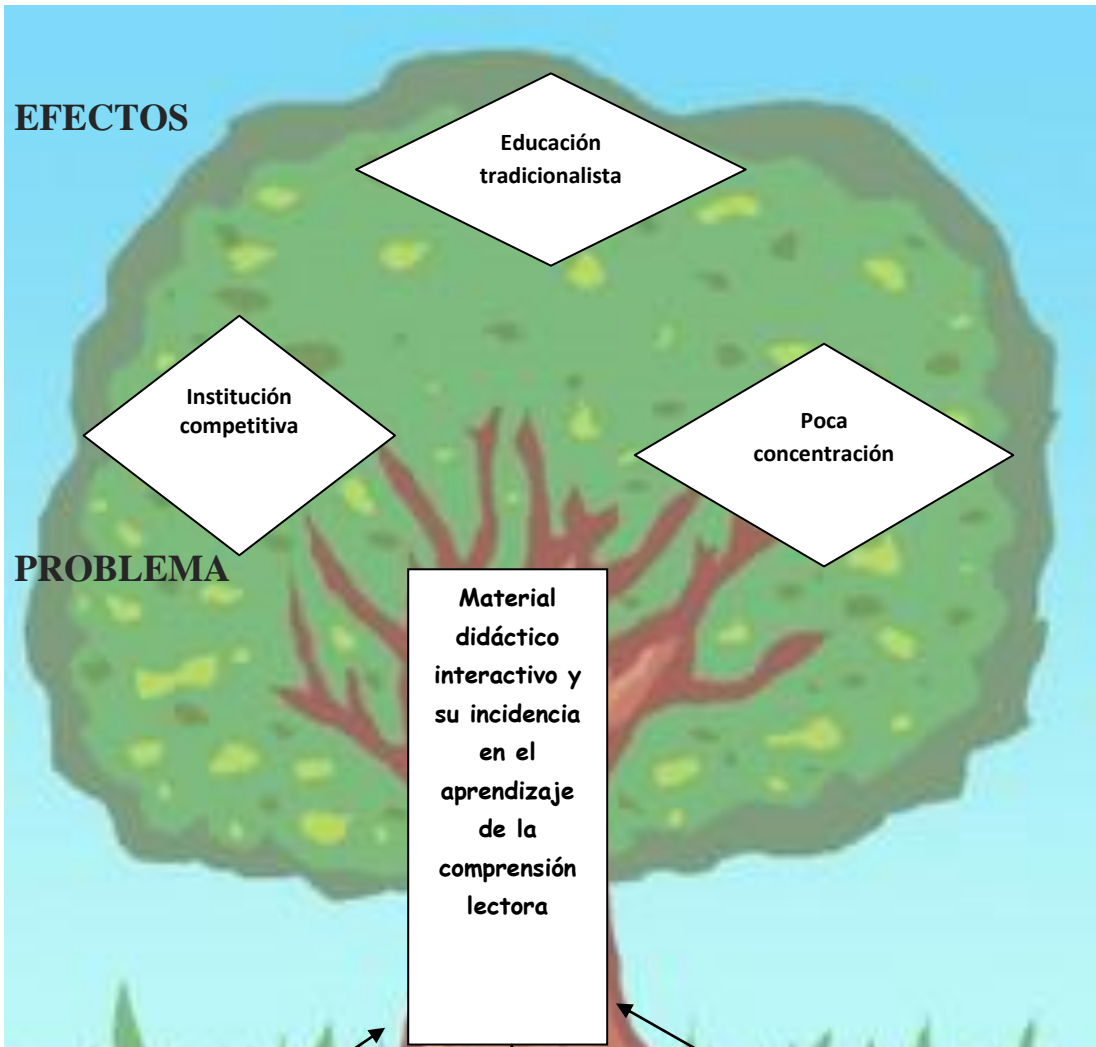 EFECTOS
Educación
tradicionalista
Institución
competitiva
Poca
concentración
PROBLEMA
Material
didáctico
interactivo y
su incidencia
en el
aprendizaje
de la
comprensión
lectora